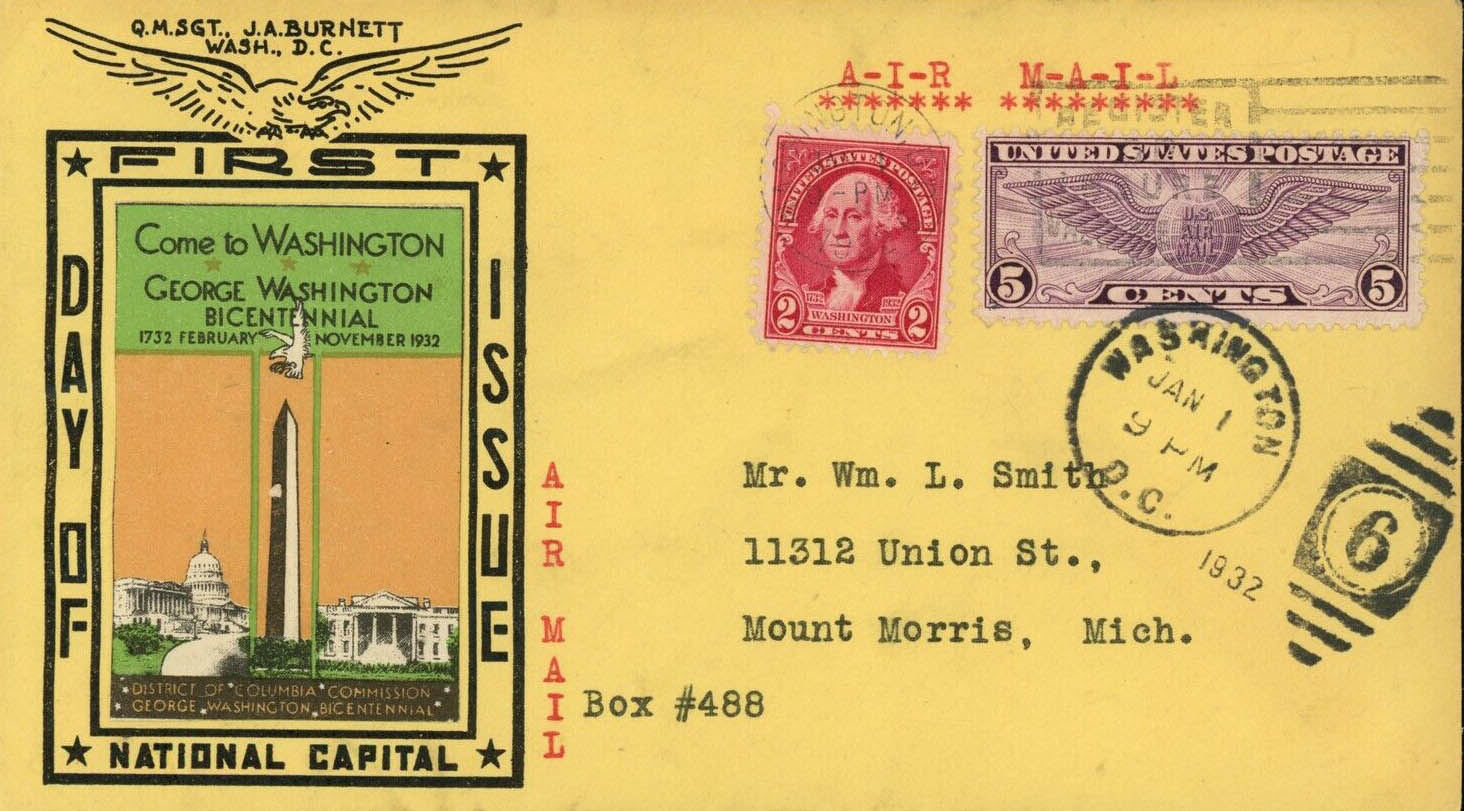 Q.M.SGT., J.A.BURNETT
WASH., D.C.
FIRST
DAY OF
ISSUE
Come to WASHINGTON
GEORGE WASHINGTON
BICENTENNIAL
1732 FEBRUARY NOVEMBER 1932
DISTRICT OF COLUMBIA COMMISSION
GEORGE WASHINGTON BICENTENNIAL
NATIONAL CAPITAL
AIR MAIL
A-I-R M-A-I-L
******* *********
REGISTER
UNITED STATES POSTAGE
1732 1932
WASHINGTON
2 CENTS 2
UNITED STATES POSTAGE
U.S.
AIR
MAIL
5 CENTS 5
WASHINGTON
JAN 1
9 PM
D.C.
1932
6
Mr. Wm. L. Smith
11312 Union St.,
Mount Morris, Mich.
Box #488